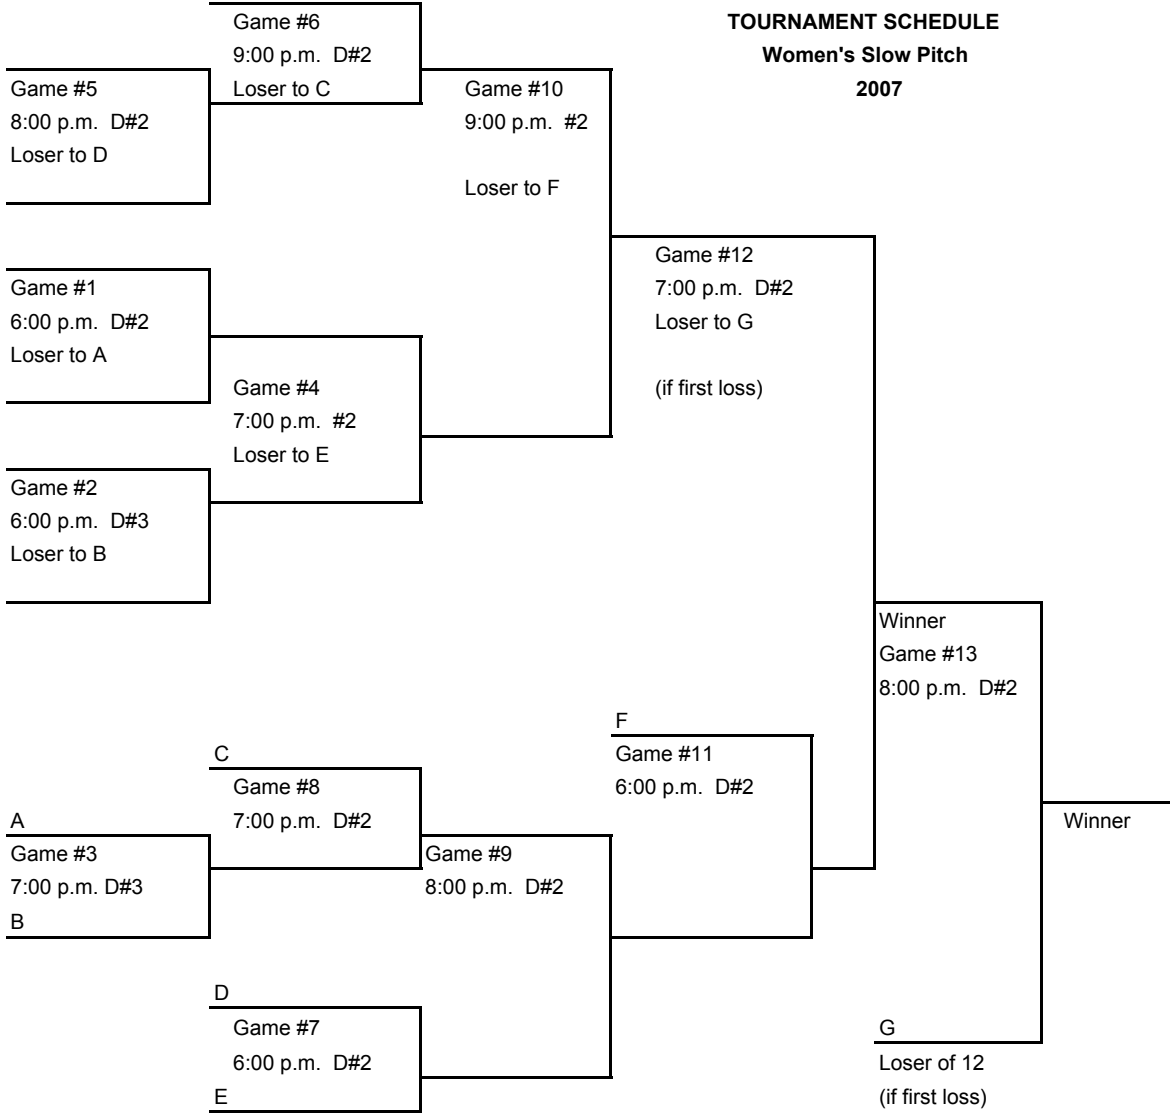 TOURNAMENT SCHEDULE
Women's Slow Pitch
2007
Game #6
9:00 p.m.  D#2
Loser to C
Game #5
8:00 p.m.  D#2
Loser to D
Game #10
9:00 p.m.  #2
Loser to F
Game #12
7:00 p.m.  D#2
Loser to G
(if first loss)
Game #1
6:00 p.m.  D#2
Loser to A
Game #4
7:00 p.m.  #2
Loser to E
Game #2
6:00 p.m.  D#3
Loser to B
Winner
Game #13
8:00 p.m.  D#2
F
Game #11
6:00 p.m.  D#2
C
Game #8
7:00 p.m.  D#2
A
Game #3
7:00 p.m. D#3
B
Game #9
8:00 p.m.  D#2
Winner
D
Game #7
6:00 p.m.  D#2
E
G
Loser of 12
(if first loss)